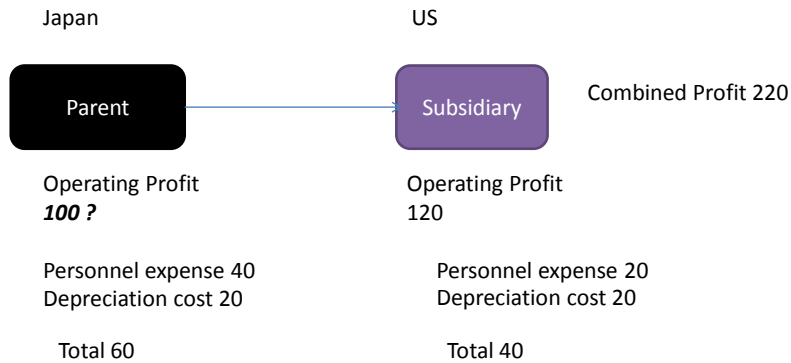 Japan
US
Parent
Subsidiary
Combined Profit 220
Operating Profit
100 ?
Operating Profit
120
Personnel expense 40
Depreciation cost 20
Personnel expense 20
Depreciation cost 20
Total 60
Total 40